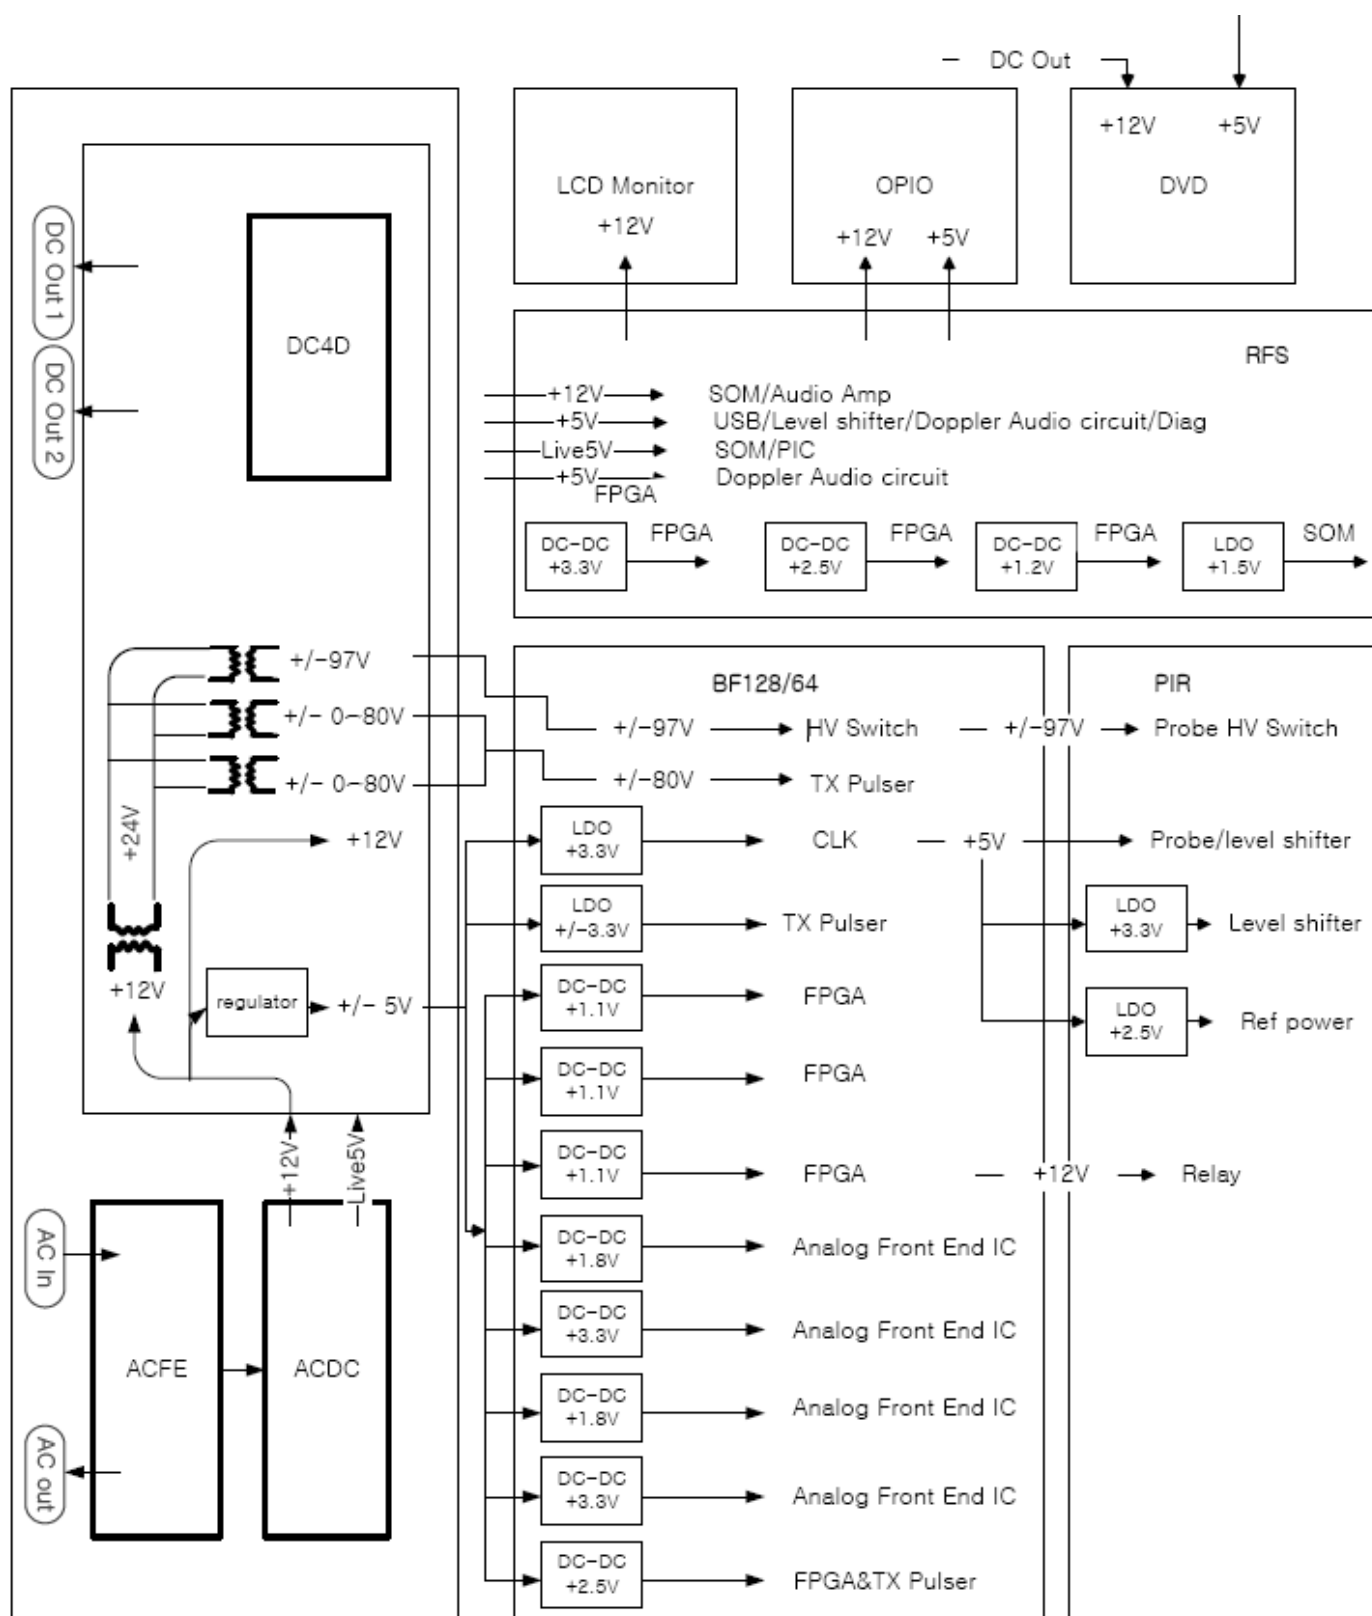 DC Out
+12V
+5V
DVD
LCD Monitor
+12V
OPIO
+12V
+5V
DC Out 1
DC Out 2
DC4D
RFS
+12V
SOM/Audio Amp
+5V
USB/Level shifter/Doppler Audio circuit/Diag
Live5V
SOM/PIC
+5V
Doppler Audio circuit
FPGA
DC-DC
+3.3V
FPGA
DC-DC
+2.5V
FPGA
DC-DC
+1.2V
FPGA
LDO
+1.5V
SOM
+/-97V
+/- 0~80V
+/- 0~80V
+24V
+12V
+12V
regulator
+/- 5V
+12V
Live5V
AC In
AC out
ACFE
ACDC
BF128/64
+/-97V
HV Switch
+/-80V
TX Pulser
LDO
+3.3V
CLK
LDO
+/-3.3V
TX Pulser
DC-DC
+1.1V
FPGA
DC-DC
+1.1V
FPGA
DC-DC
+1.1V
FPGA
DC-DC
+1.8V
Analog Front End IC
DC-DC
+3.3V
Analog Front End IC
DC-DC
+1.8V
Analog Front End IC
DC-DC
+3.3V
Analog Front End IC
DC-DC
+2.5V
FPGA&TX Pulser
PIR
+/-97V
Probe HV Switch
+5V
Probe/level shifter
LDO
+3.3V
Level shifter
LDO
+2.5V
Ref power
+12V
Relay